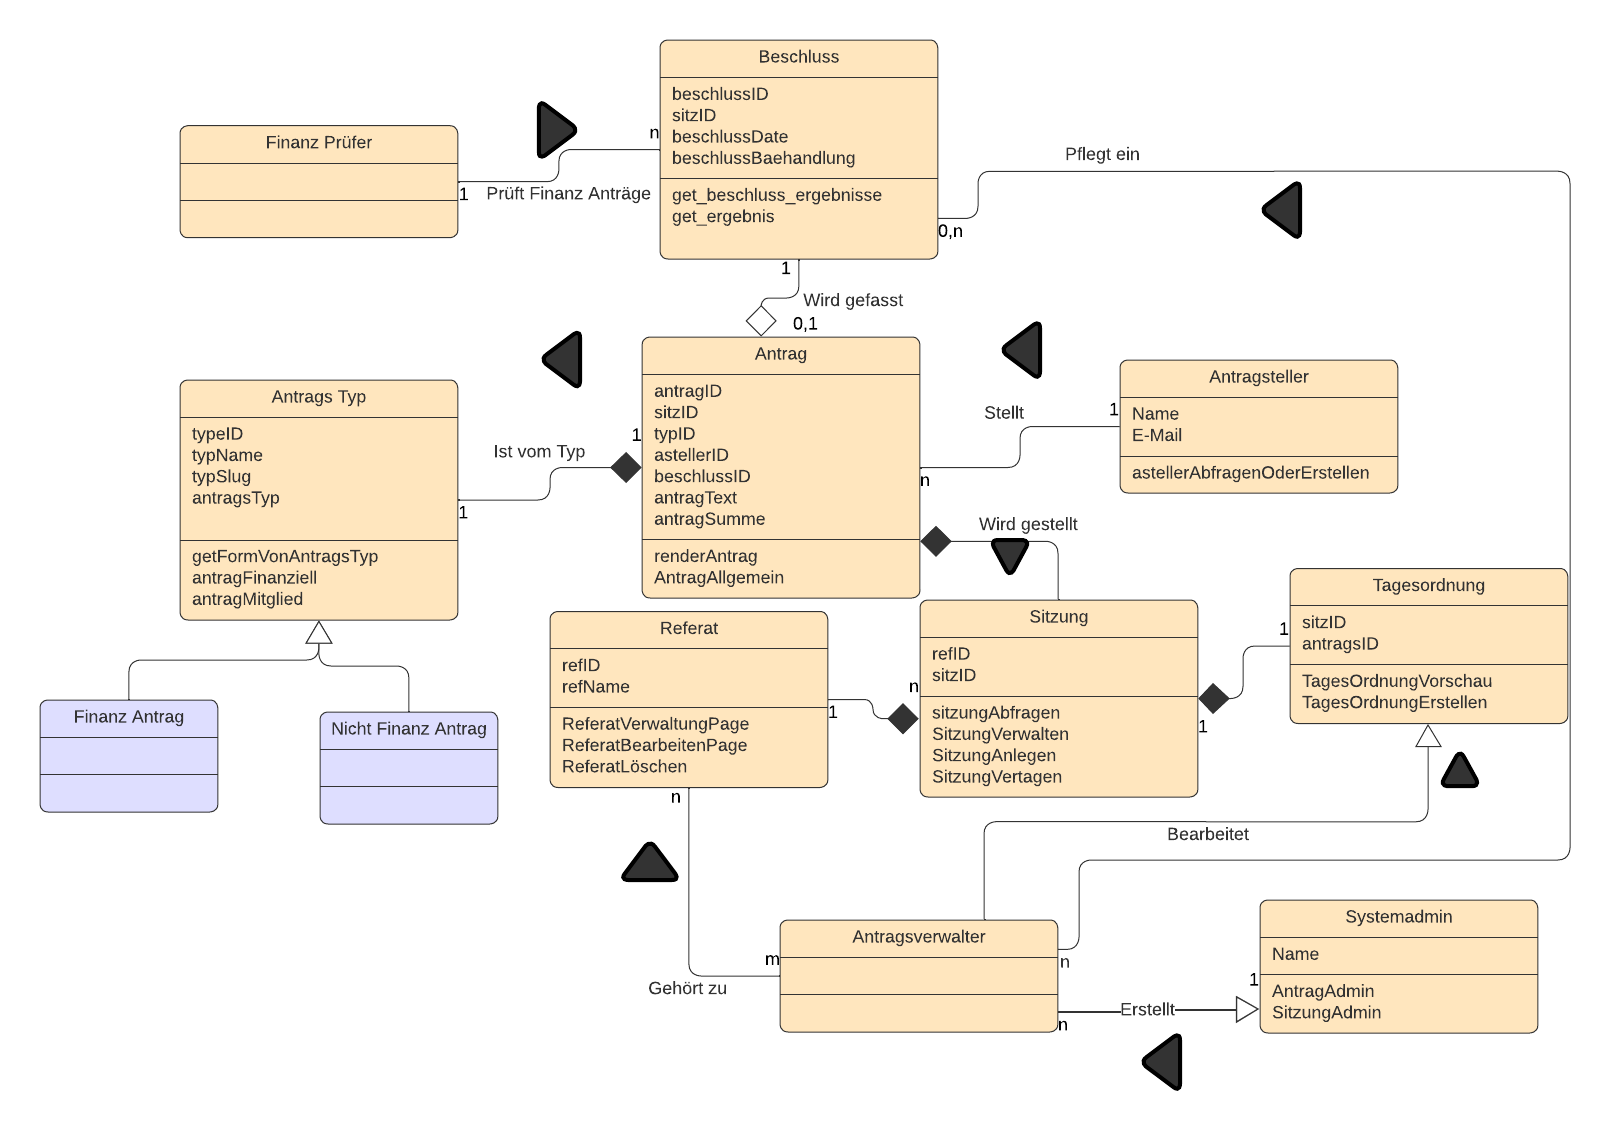 Beschluss
beschlussID
sitzID
beschlussDate
beschlussBaehandlung
get_beschluss_ergebnisse
get_ergebnis
Finanz Prüfer
1
Prüft Finanz Anträge
n
Pflegt ein
0,n
1
Wird gefasst
0,1
Antrag
antragID
sitzID
typID
astellerID
beschlussID
antragText
antragSumme
renderAntrag
AntragAllgemein
Antrags Typ
typeID
typName
typSlug
antragsTyp
getFormVonAntragsTyp
antragFinanziell
antragMitglied
Ist vom Typ
1
1
Antragsteller
Name
E-Mail
astellerAbfragenOderErstellen
Stellt
1
n
Wird gestellt
Finanz Antrag
Nicht Finanz Antrag
Referat
refID
refName
ReferatVerwaltungPage
ReferatBearbeitenPage
ReferatLöschen
1
n
Sitzung
refID
sitzID
sitzungAbfragen
SitzungVerwalten
SitzungAnlegen
SitzungVertagen
1
1
Tagesordnung
sitzID
antragsID
TagesOrdnungVorschau
TagesOrdnungErstellen
n
Bearbeitet
m
Gehört zu
Antragsverwalter
n
n
Erstellt
1
Systemadmin
Name
AntragAdmin
SitzungAdmin